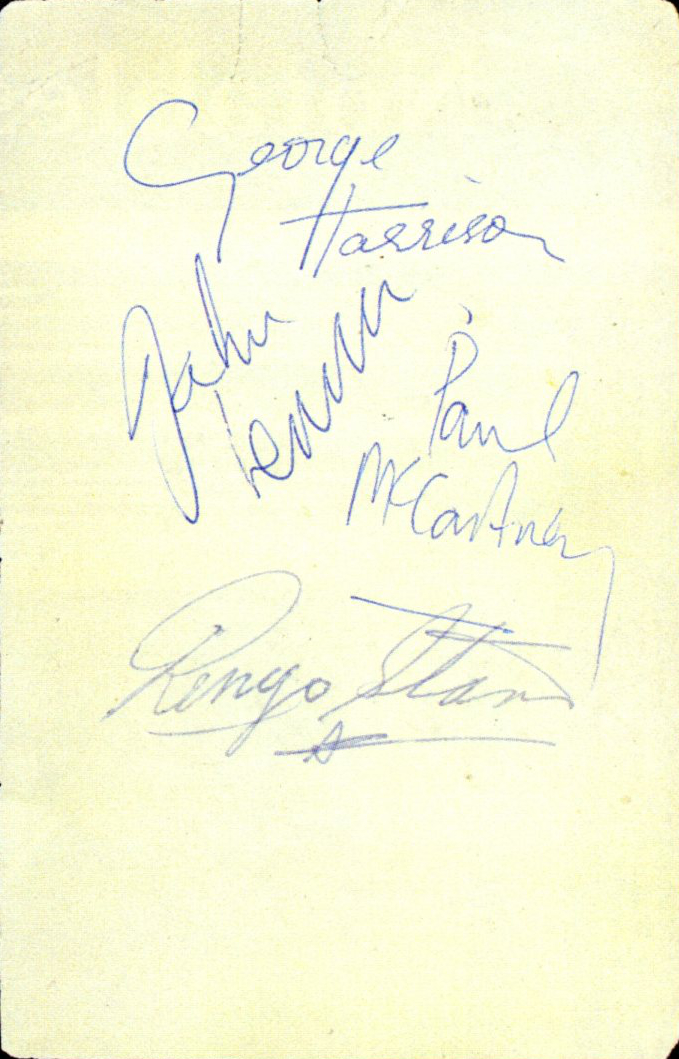 George
Harrison
John
Lennon
Paul
McCartney
Ringo Starr